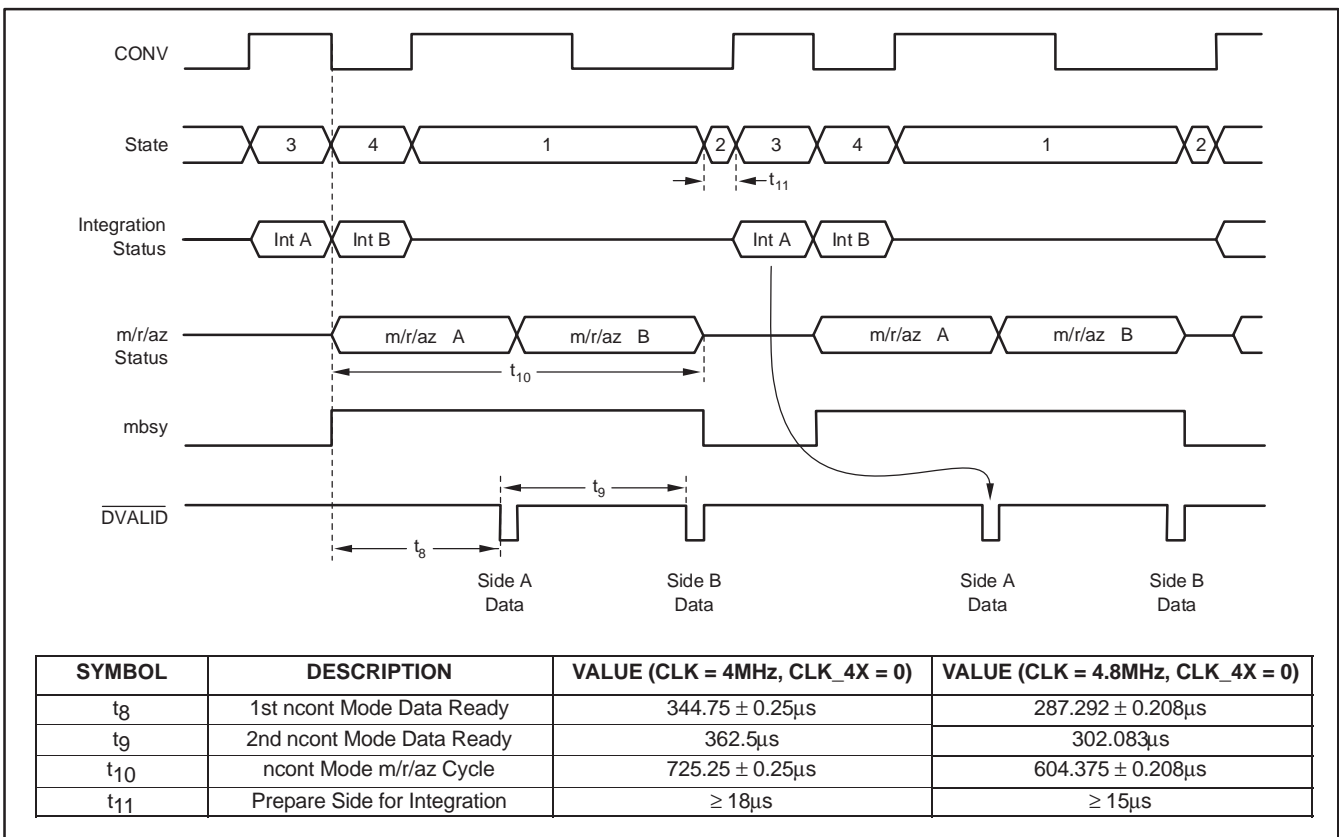 CONV
State
3 4 1 2 3 4 1 2
t11
Integration
Status
Int A Int B Int A Int B
m/r/az
Status
m/r/az A m/r/az B m/r/az A m/r/az B
t10
mbsy
t9
DVALID
t8
Side A
Data
Side B
Data
Side A
Data
Side B
Data
SYMBOL DESCRIPTION VALUE (CLK = 4MHz, CLK_4X = 0) VALUE (CLK = 4.8MHz, CLK_4X = 0)
t8 1st ncont Mode Data Ready 344.75 ± 0.25μs 287.292 ± 0.208μs
t9 2nd ncont Mode Data Ready 362.5μs 302.083μs
t10 ncont Mode m/r/az Cycle 725.25 ± 0.25μs 604.375 ± 0.208μs
t11 Prepare Side for Integration ≥ 18μs ≥ 15μs